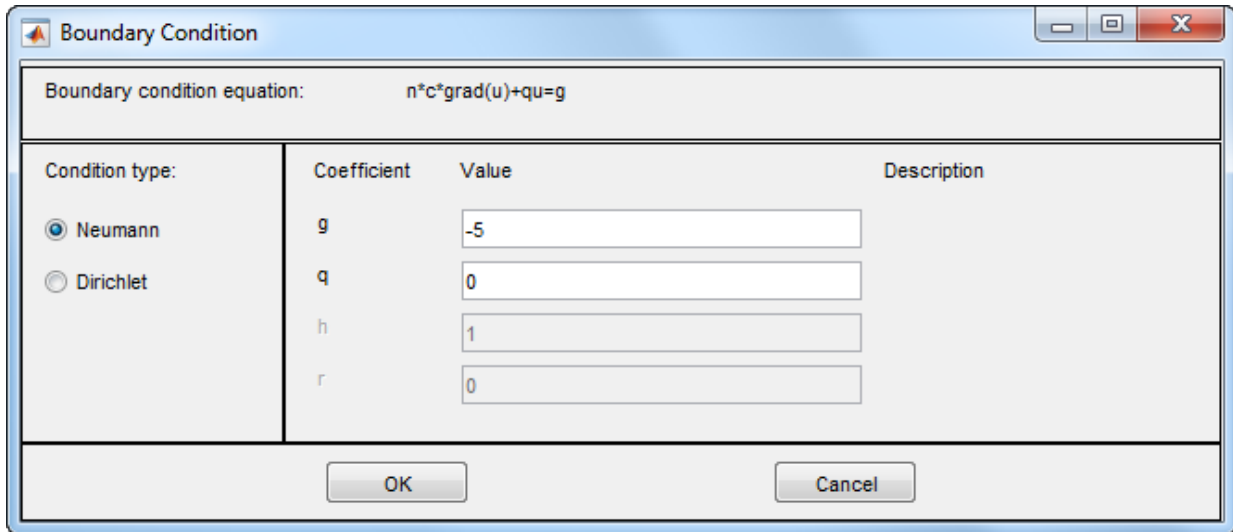 Boundary Condition
Boundary condition equation: n*c*grad(u)+qu=g
Condition type: Coefficient Value Description
Neumann g -5
Dirichlet q 0
h 1
r 0
OK Cancel